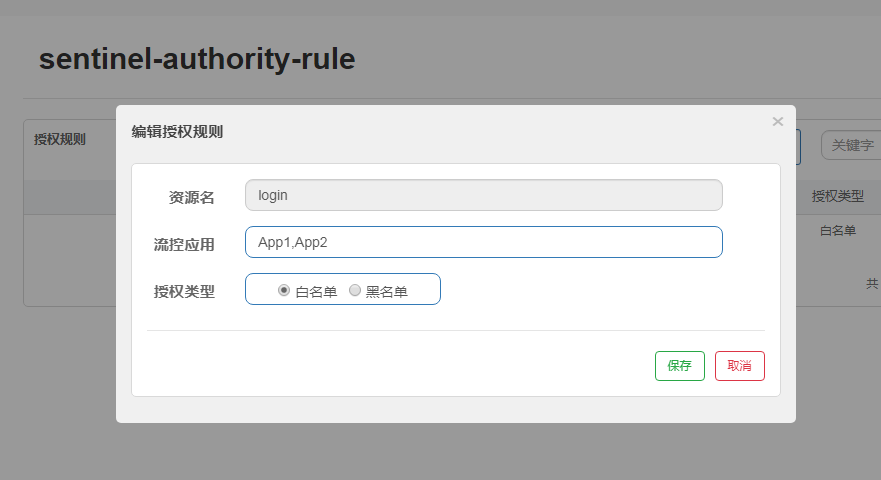 sentinel-authority-rule
编辑授权规则
×
授权规则
关键字
资源名 login
授权类型
流控应用 App1,App2
白名单
授权类型 白名单 黑名单
共
保存 取消